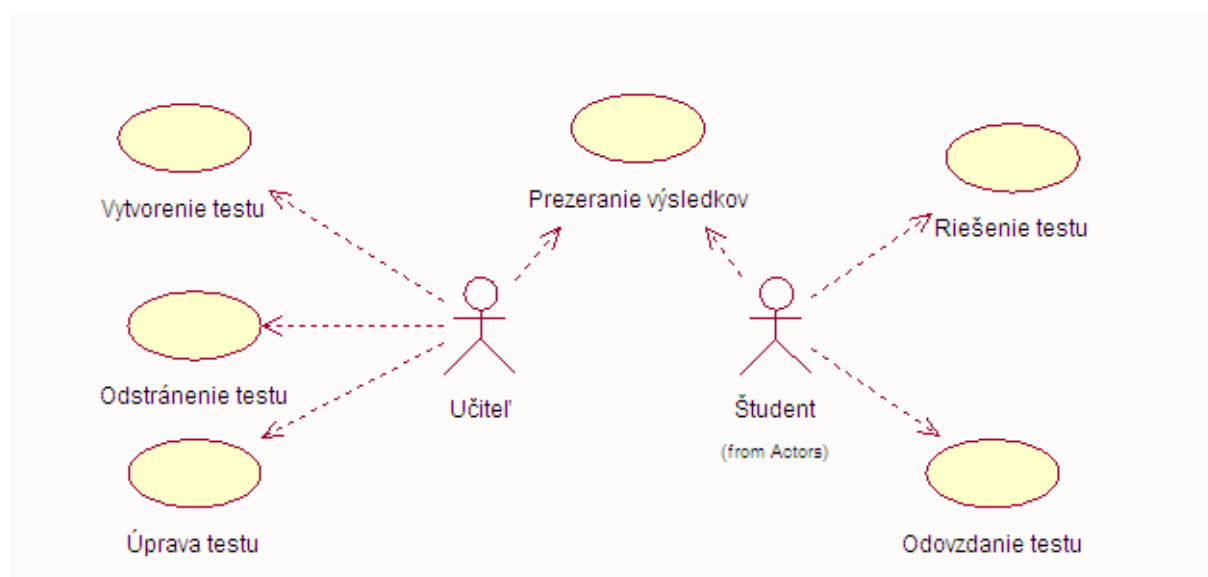 Prezeranie výsledkov
Vytvorenie testu
Riešenie testu
Odstránenie testu
Učiteľ
Študent
(from Actors)
Úprava testu
Odovzdanie testu